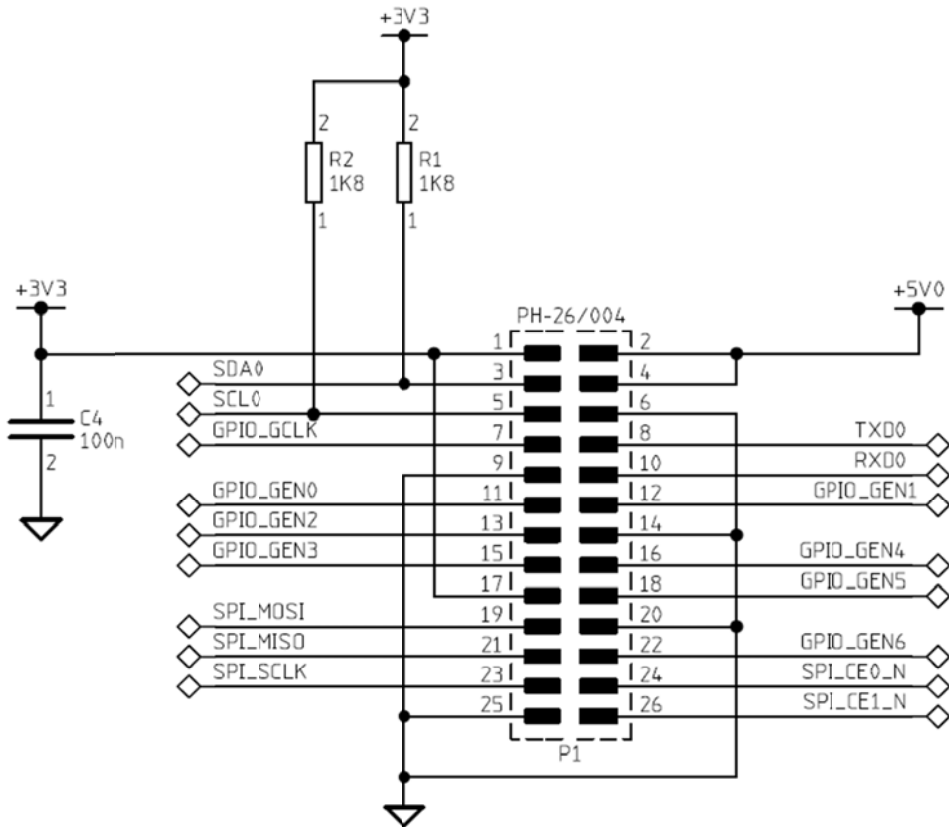 +3V3
2
2
R2
1K8
R1
1K8
1
1
+3V3
+5V0
PH-26/004
1
2
SDA0
3
4
1
SCL0
5
6
C4
100n
GPIO_GCLK
7
8
TXD0
2
9
10
RXD0
GPIO_GEN0
11
12
GPIO_GEN1
GPIO_GEN2
13
14
GPIO_GEN3
15
16
GPIO_GEN4
17
18
GPIO_GEN5
SPI_MOSI
19
20
SPI_MISO
21
22
GPIO_GEN6
SPI_SCLK
23
24
SPI_CE0_N
25
26
SPI_CE1_N
P1